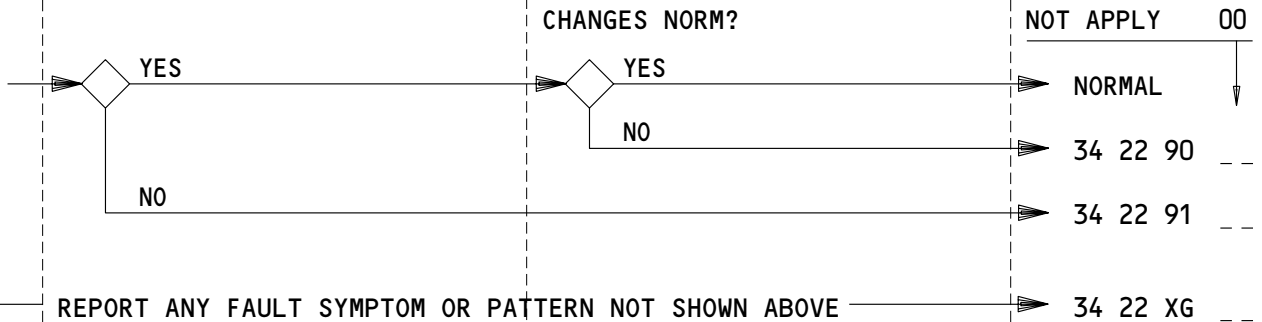 CHANGES NORM? NOT APPLY 00
YES YES NORMAL
NO 34 22 90 _ _
NO 34 22 91 _ _
REPORT ANY FAULT SYMPTOM OR PATTERN NOT SHOWN ABOVE 34 22 XG _ _